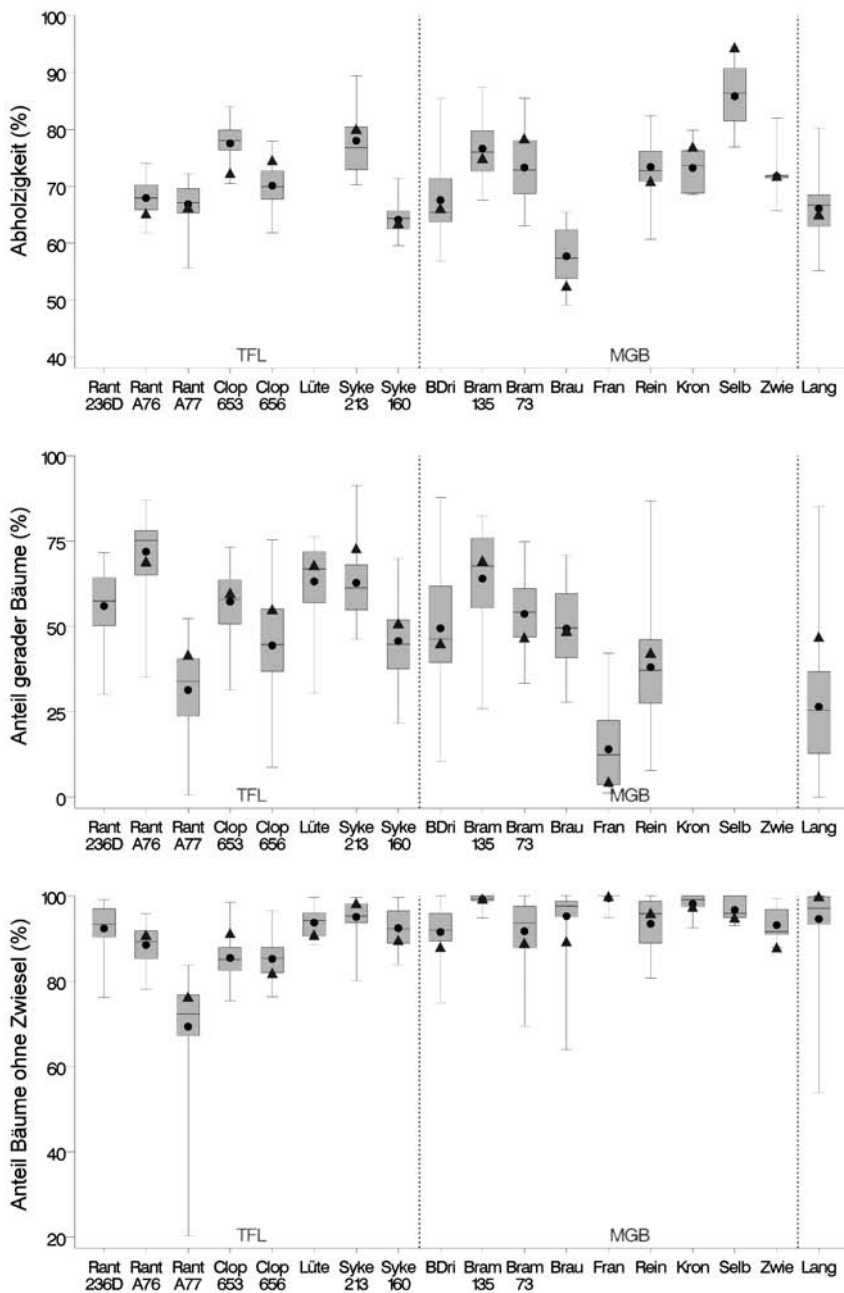 Abholzigkeit (%)
100
90
80
70
60
50
40
TFL
MGB
Rant Rant Rant Clop Clop Lüte Syke Syke BDri Bram Bram Brau Fran Rein Kron Selb Zwie Lang
236D A76 A77 653 656 213 160 135 73
Anteil gerader Bäume (%)
100
75
50
25
0
TFL
MGB
Rant Rant Rant Clop Clop Lüte Syke Syke BDri Bram Bram Brau Fran Rein Kron Selb Zwie Lang
236D A76 A77 653 656 213 160 135 73
Anteil Bäume ohne Zwiesel (%)
100
80
60
40
20
TFL
MGB
Rant Rant Rant Clop Clop Lüte Syke Syke BDri Bram Bram Brau Fran Rein Kron Selb Zwie Lang
236D A76 A77 653 656 213 160 135 73